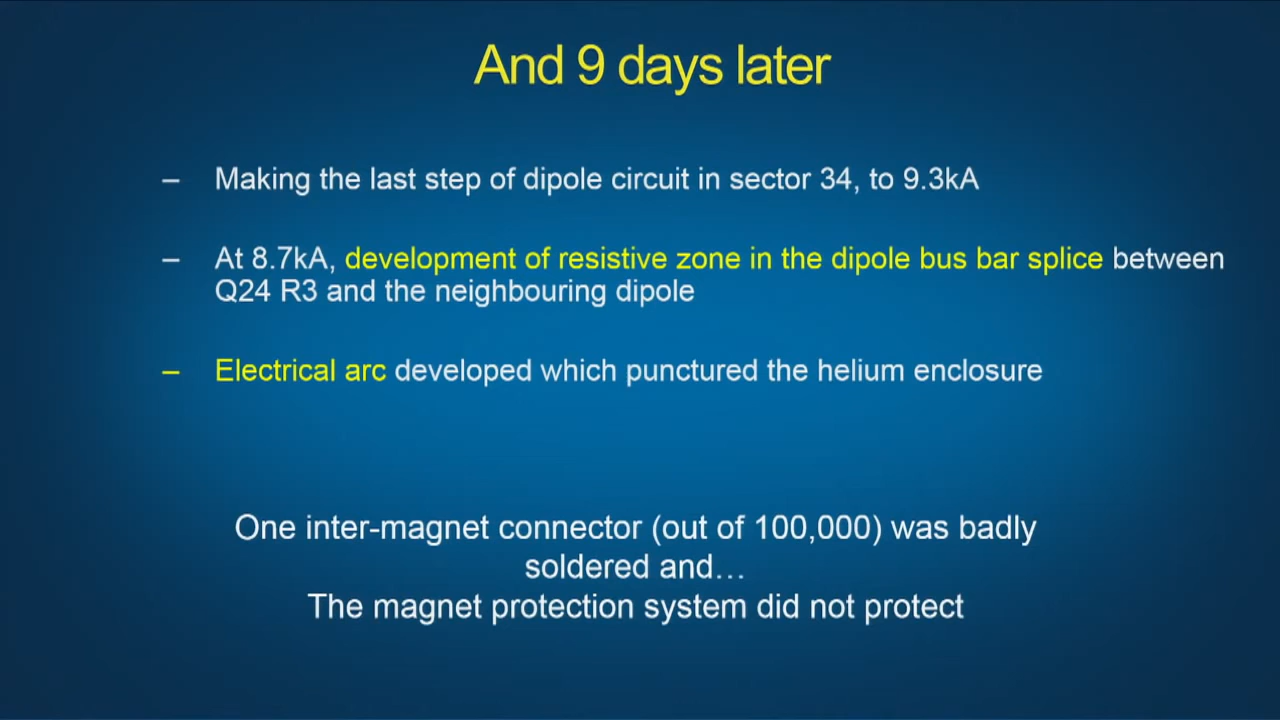 And 9 days later
– Making the last step of dipole circuit in sector 34, to 9.3kA
– At 8.7kA, development of resistive zone in the dipole bus bar splice between
Q24 R3 and the neighbouring dipole
– Electrical arc developed which punctured the helium enclosure
One inter-magnet connector (out of 100,000) was badly
soldered and…
The magnet protection system did not protect